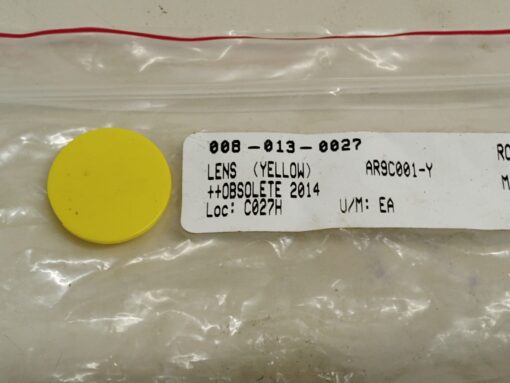 008-013-0027
LENS (YELLOW) AR9C001-Y
++OBSOLETE 2014
Loc: C027H U/M: EA